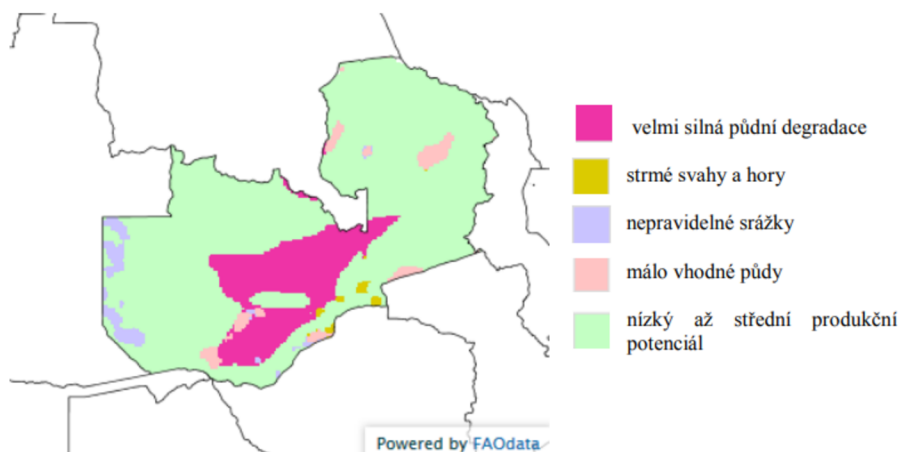 velmi silná půdní degradace
strmé svahy a hory
nepravidelné srážky
málo vhodné půdy
nízký až střední produkční
potenciál
Powered by FAOdata